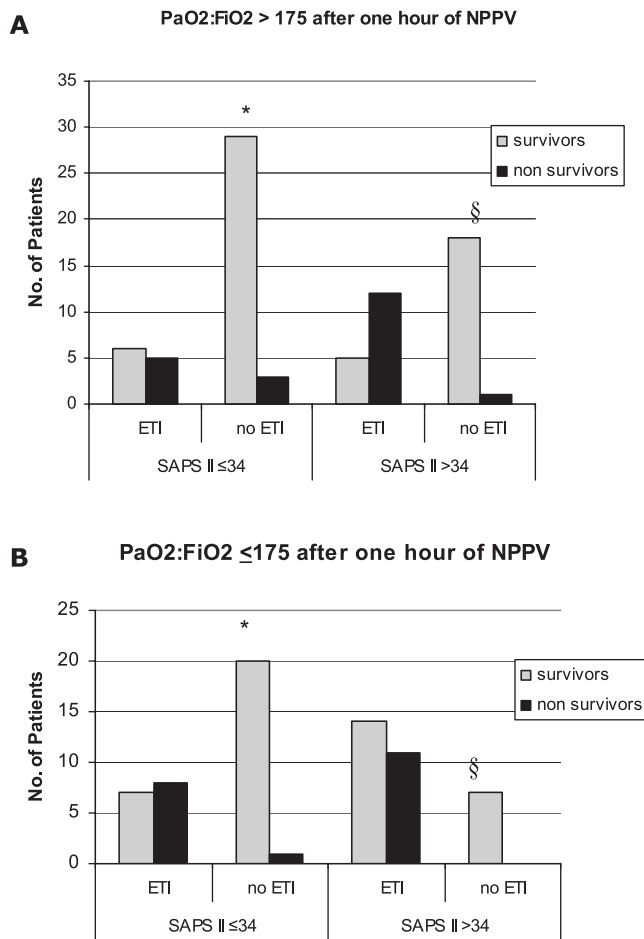 A
PaO2:FiO2 > 175 after one hour of NPPV
35
30
25
20
15
10
5
0
No. of Patients
*
§
survivors
non survivors
ETI no ETI ETI no ETI
SAPS II ≤34 SAPS II >34
B
PaO2:FiO2 ≤175 after one hour of NPPV
25
20
15
10
5
0
No. of Patients
*
§
survivors
non survivors
ETI no ETI ETI no ETI
SAPS II ≤34 SAPS II >34